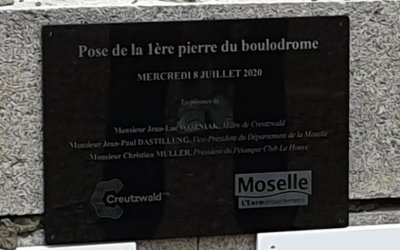 Pose de la 1ère pierre du boulodrome
MERCREDI 8 JUILLET 2020
En présence de
Monsieur Jean-Luc WOZNIAK, Maire de Creutzwald
Monsieur Jean-Paul DASTILLUNG, Vice-Président du Département de la Moselle
Monsieur Christian MULLER, Président du Pétanque Club La Houve
Creutzwald
Moselle
L'Eurodépartement